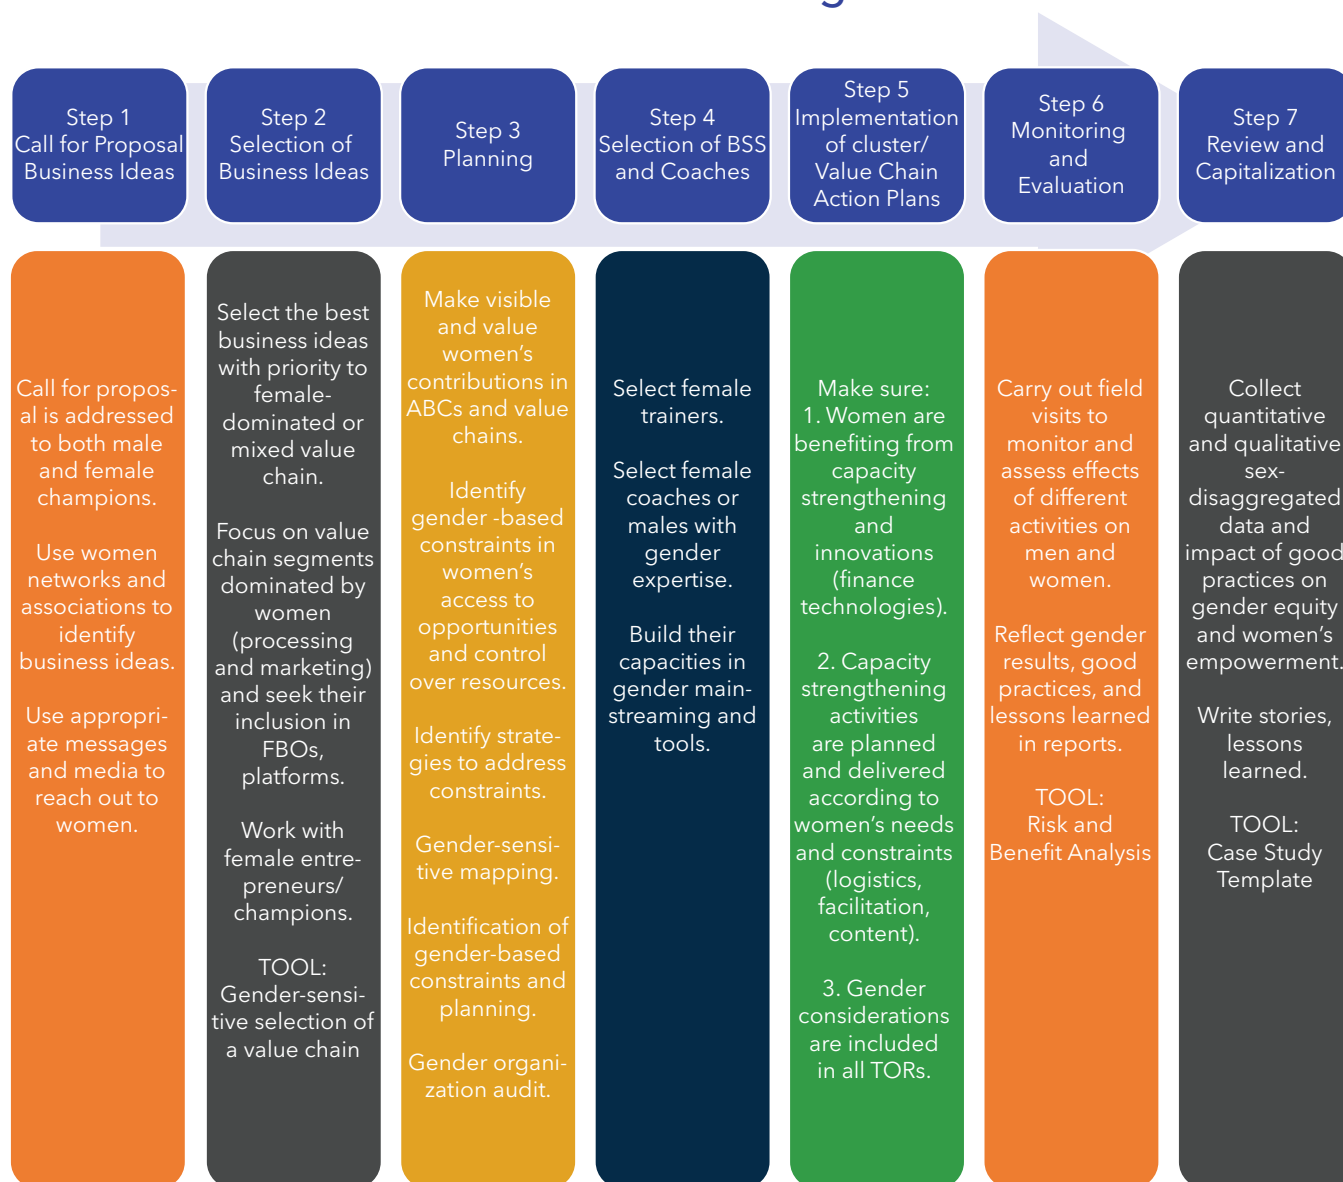 Step 1
Call for Proposal
Business Ideas
Step 2
Selection of
Business Ideas
Step 3
Planning
Step 4
Selection of BSS
and Coaches
Step 5
Implementation
of cluster/
Value Chain
Action Plans
Step 6
Monitoring
and
Evaluation
Step 7
Review and
Capitalization
Call for propos-
al is addressed
to both male
and female
champions.
Use women
networks and
associations to
identify
business ideas.
Use appropri-
ate messages
and media to
reach out to
women.
Select the best
business ideas
with priority to
female-
dominated or
mixed value
chain.
Focus on value
chain segments
dominated by
women
(processing
and marketing)
and seek their
inclusion in
FBOs,
platforms.
Work with
female entre-
preneurs/
champions.
TOOL:
Gender-sensi-
tive selection of
a value chain
Make visible
and value
women's
contributions in
ABCs and value
chains.
Identify
gender -based
constraints in
women's
access to
opportunities
and control
over resources.
Identify strate-
gies to address
constraints.
Gender-sensi-
tive mapping.
Identification of
gender-based
constraints and
planning.
Gender organi-
zation audit.
Select female
trainers.
Select female
coaches or
males with
gender
expertise.
Build their
capacities in
gender main-
streaming and
tools.
Make sure:
1. Women are
benefiting from
capacity
strengthening
and
innovations
(finance
technologies).
2. Capacity
strengthening
activities
are planned
and delivered
according to
women's needs
and constraints
(logistics,
facilitation,
content).
3. Gender
considerations
are included
in all TORs.
Carry out field
visits to
monitor and
assess effects
of different
activities on
men and
women.
Reflect gender
results, good
practices, and
lessons learned
in reports.
TOOL:
Risk and
Benefit Analysis
Collect
quantitative
and qualitative
sex-
disaggregated
data and
impact of good
practices on
gender equity
and women's
empowerment.
Write stories,
lessons
learned.
TOOL:
Case Study
Template